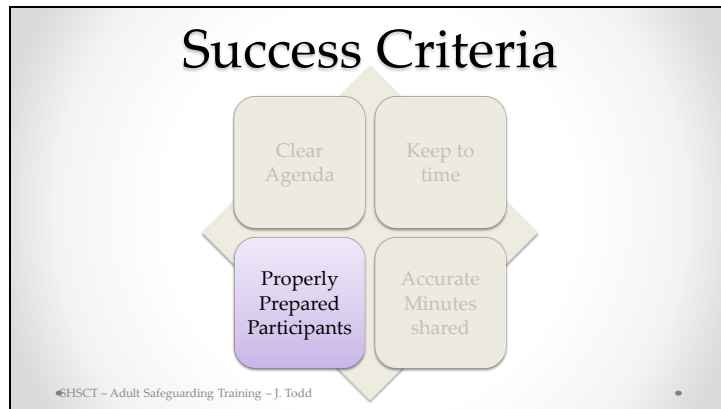 Success Criteria
Clear
Agenda
Keep to
time
Properly
Prepared
Participants
Accurate
Minutes
shared
SHSCT – Adult Safeguarding Training – J. Todd